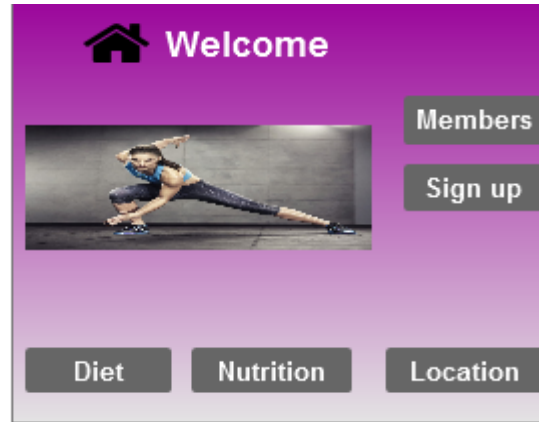 Welcome
Members
Sign up
Diet
Nutrition
Location